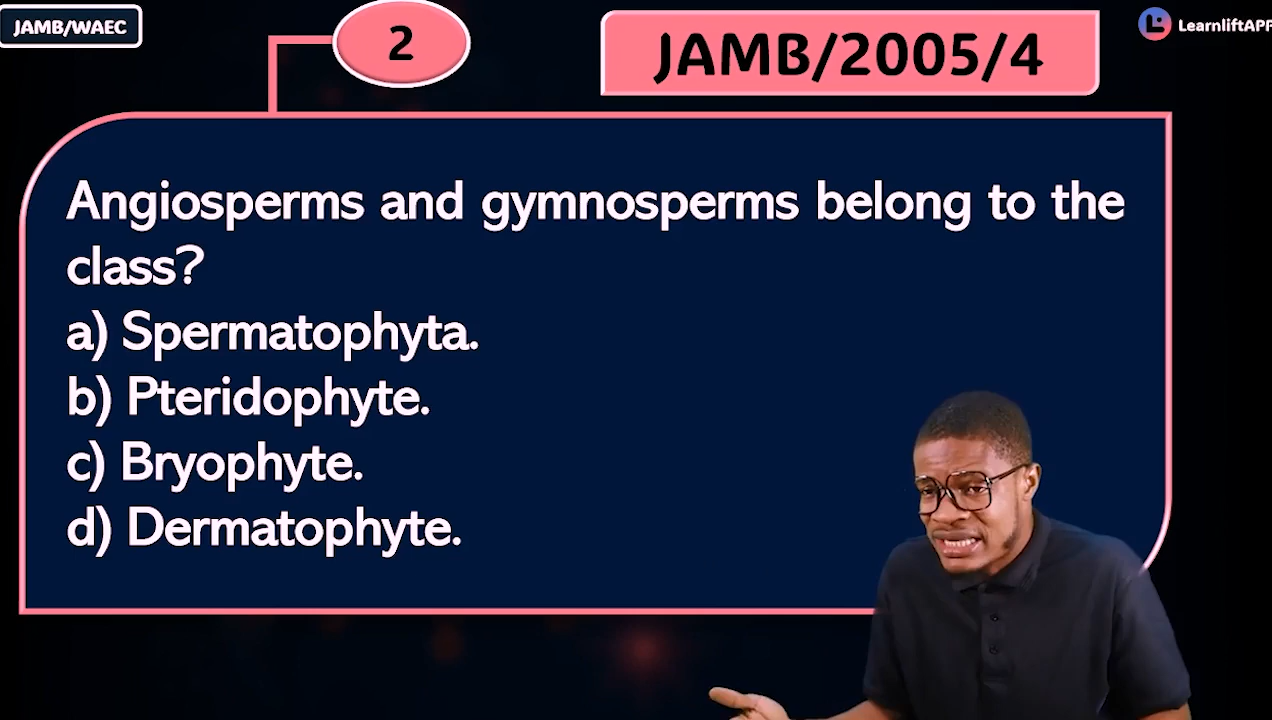 JAMB/WAEC
2
JAMB/2005/4
LearnliftAPP
Angiosperms and gymnosperms belong to the
class?
a) Spermatophyta.
b) Pteridophyte.
c) Bryophyte.
d) Dermatophyte.